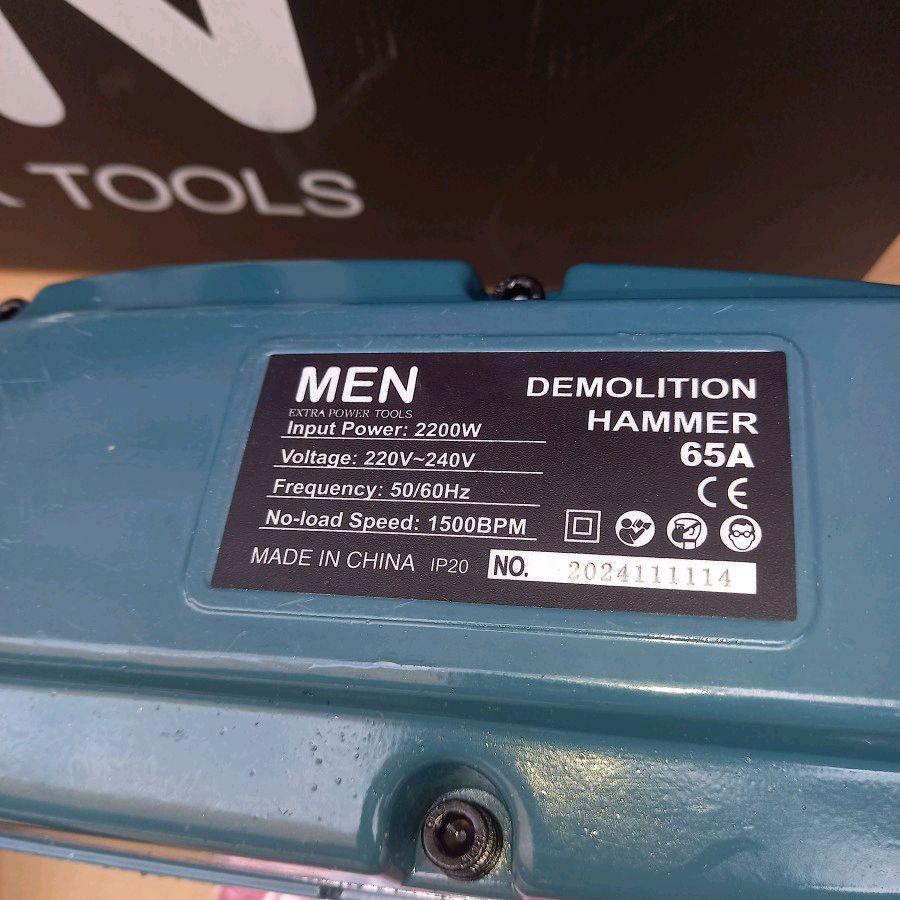 TOOLS
MEN
EXTRA POWER TOOLS
Input Power: 2200W
Voltage: 220V~240V
Frequency: 50/60Hz
No-load Speed: 1500BPM
MADE IN CHINA IP20
DEMOLITION
HAMMER
65A
CE
NO. 2024111114